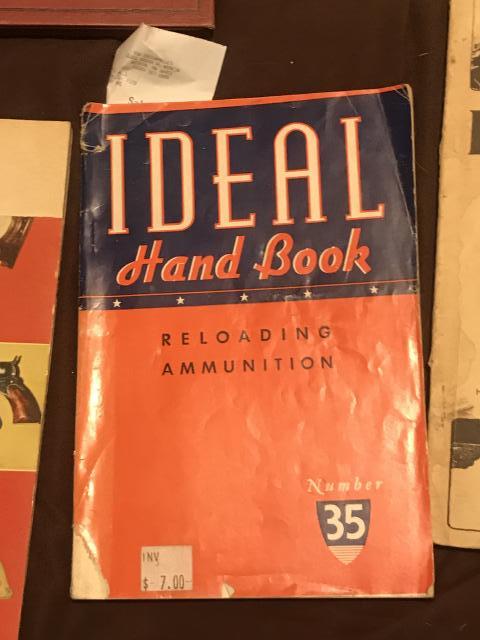 IDEAL
Hand Book
RELOADING
AMMUNITION
Number
35
INV
$ 7.00